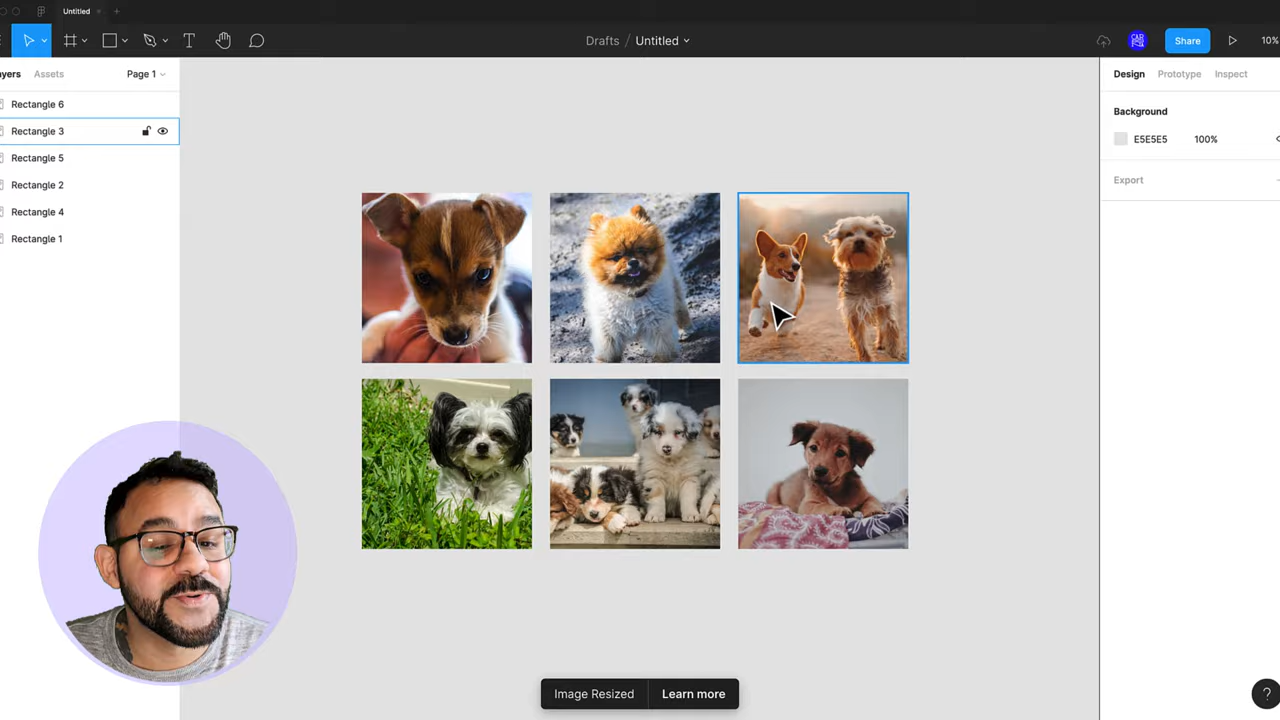 Untitled
Drafts / Untitled
Share
10%
yers
Assets
Page 1
Rectangle 6
Rectangle 3
Rectangle 5
Rectangle 2
Rectangle 4
Rectangle 1
Design
Prototype
Inspect
Background
E5E5E5
100%
Export
Image Resized
Learn more
?